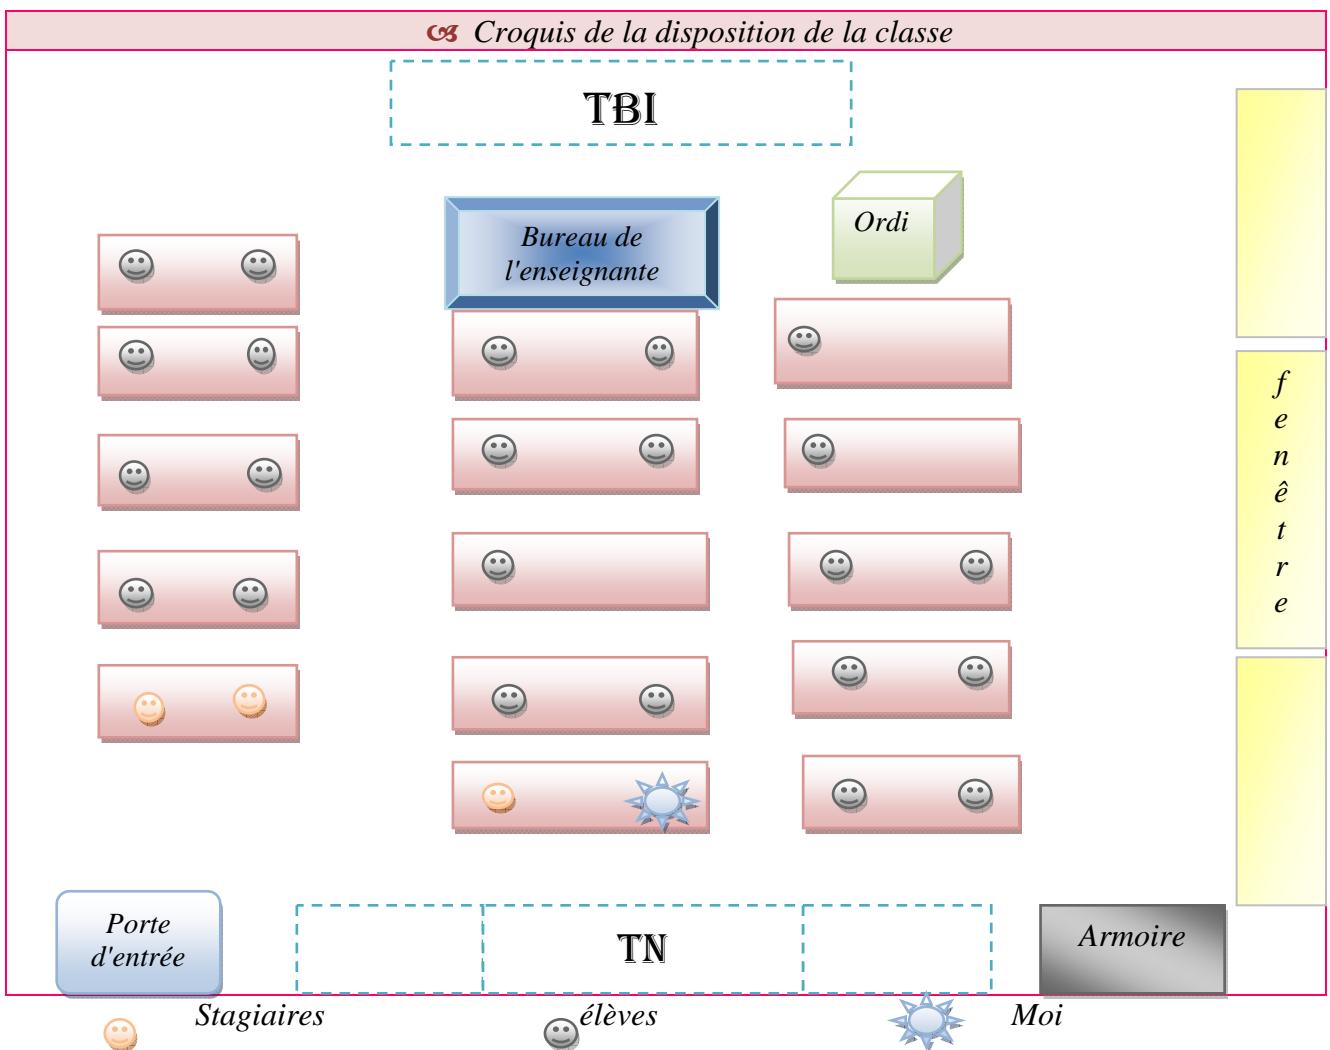 Croquis de la disposition de la classe
TBI
Ordi
Bureau de
l'enseignante
f
e
n
ê
t
r
e
Porte
d'entrée
TN
Armoire
Stagiaires
élèves
Moi